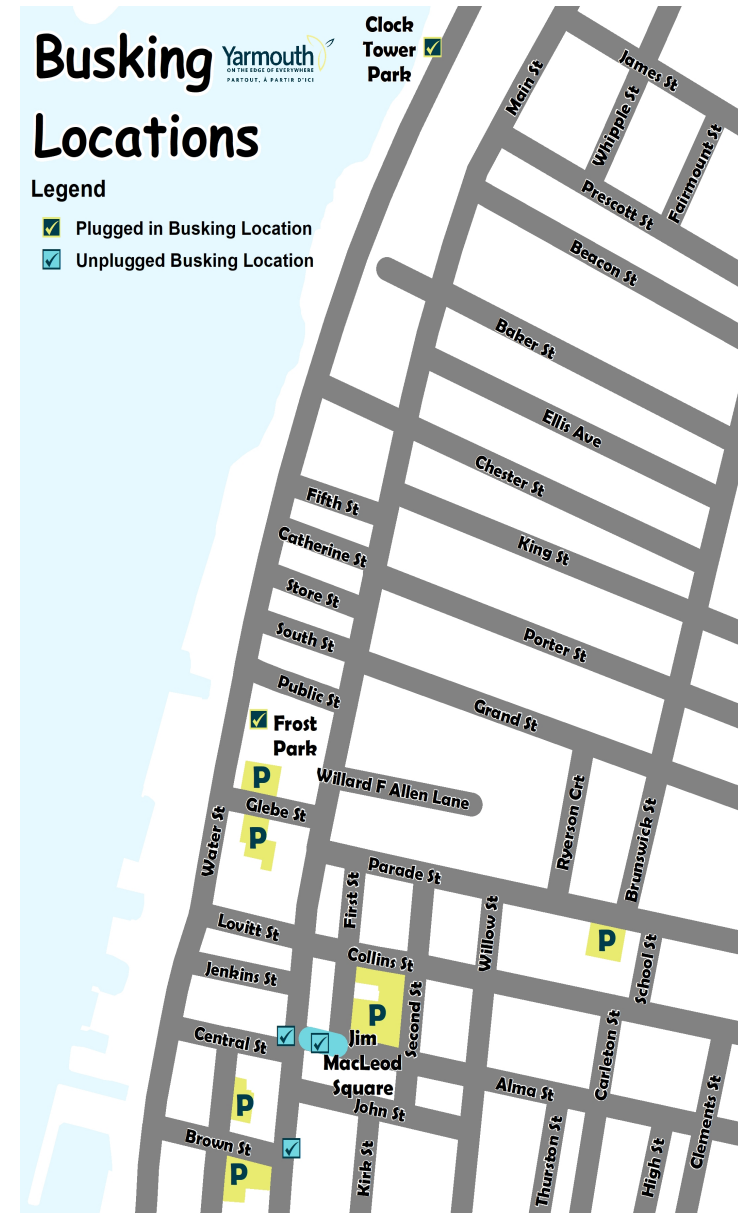 Busking
Locations
Yarmouth
ON THE EDGE OF EVERYWHERE
PARTOUT, À PARTIR D'ICI
Clock
Tower
Park
Legend
Plugged in Busking Location
Unplugged Busking Location
Main St
James St
Whipple St
Fairmount St
Prescott St
Beacon St
Baker St
Ellis Ave
Chester St
Fifth St
King St
Catherine St
Store St
South St
Porter St
Public St
Grand St
Frost
Park
P
Willard F Allen Lane
Glebe St
P
Water St
Ryerson Crt
Brunswick St
Parade St
First St
Willow St
Lovitt St
P
Collins St
School St
Jenkins St
Second St
P
Central St
Jim
MacLeod
Square
Carleton St
Alma St
Clements St
P
John St
Brown St
Kirk St
Thurston St
High St
P